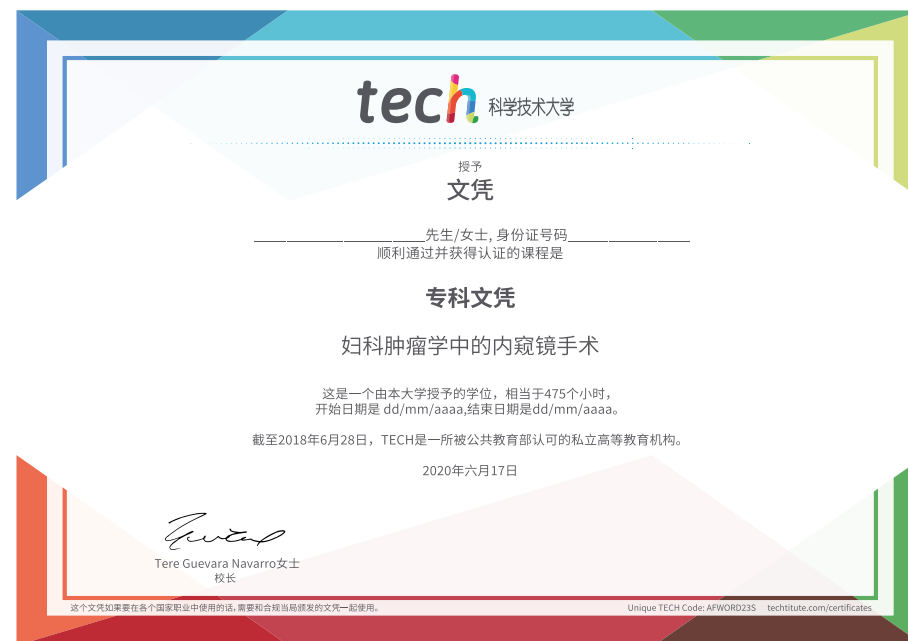 tech 科学技术大学
授予
文凭
______________________先生/女士, 身份证号码________________
顺利通过并获得认证的课程是
专科文凭
妇科肿瘤学中的内窥镜手术
这是一个由本大学授予的学位，相当于475个小时，
开始日期是 dd/mm/aaaa,结束日期是dd/mm/aaaa。
截至2018年6月28日，TECH是一所被公共教育部认可的私立高等教育机构。
2020年六月17日
Tere Guevara Navarro女士
校长
这个文凭如果要在各个国家职业中使用的话,需要和合规当局颁发的文凭一起使用。
Unique TECH Code: AFWORD23S techtitute.com/certificates